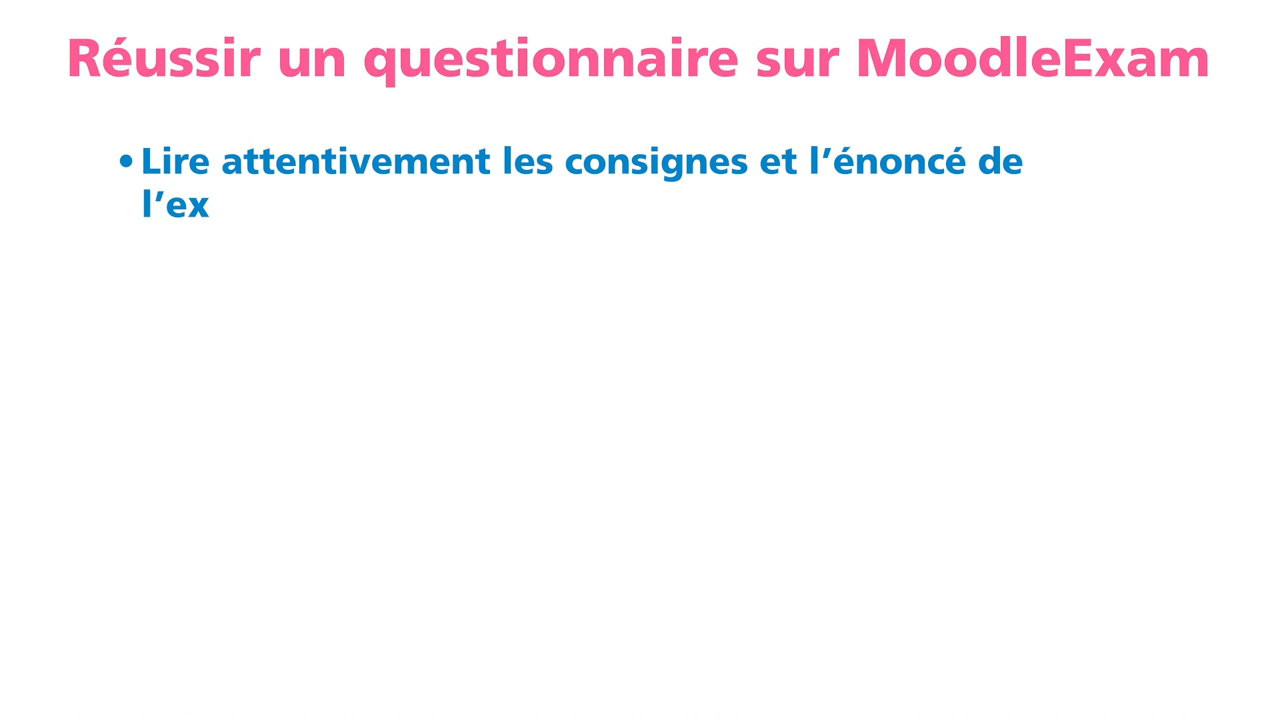 Réussir un questionnaire sur MoodleExam
• Lire attentivement les consignes et l’énoncé de
l’ex